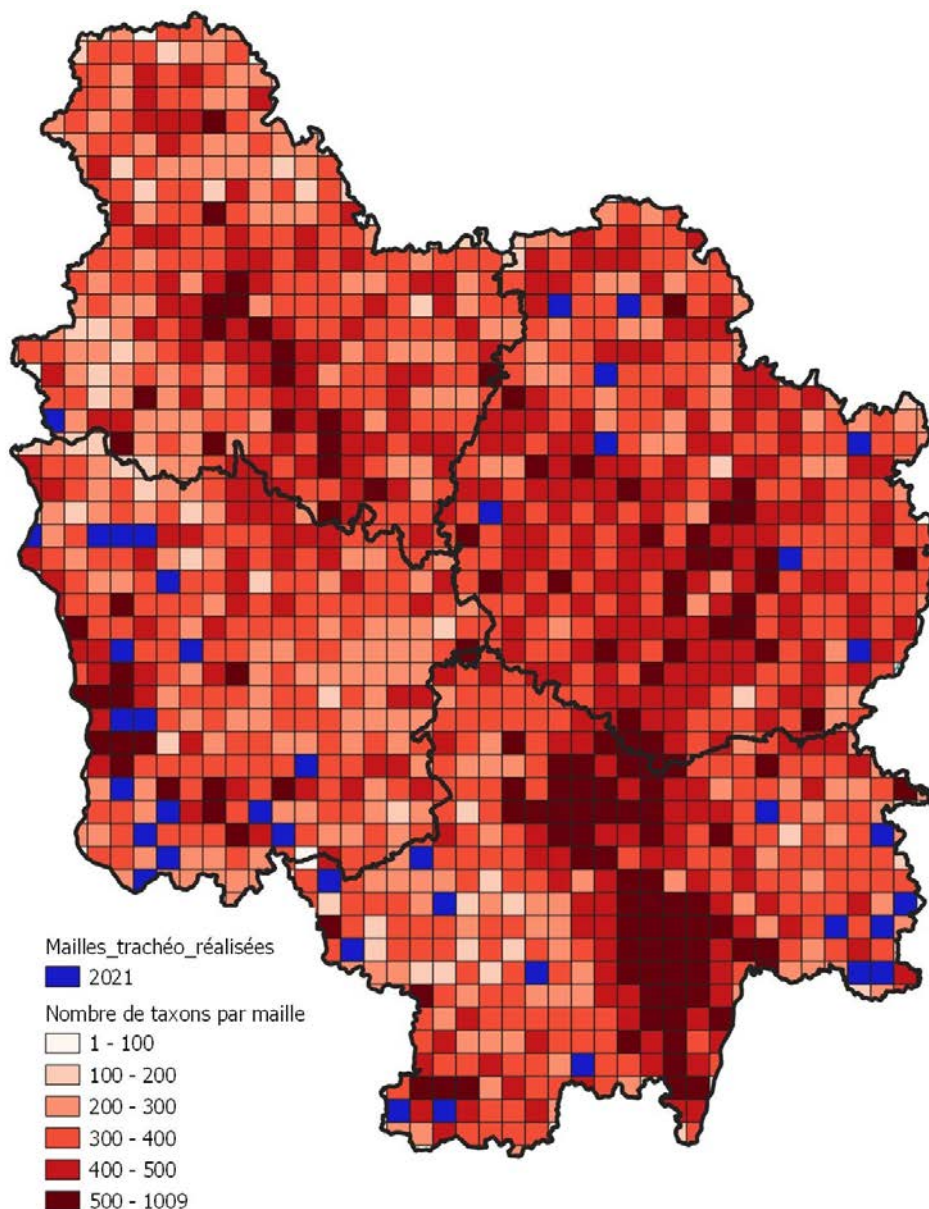 Mailles_trachéo_réalisées
2021
Nombre de taxons par maille
1 - 100
100 - 200
200 - 300
300 - 400
400 - 500
500 - 1009